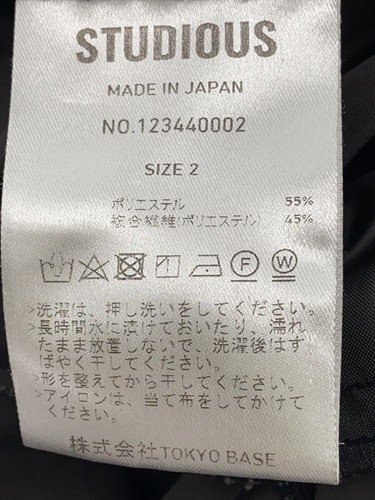 STUDIOUS
MADE IN JAPAN
NO.123440002
SIZE 2
ポリエステル 55%
複合繊維(ポリエステル) 45%
F W
>洗濯は、押し洗いをしてください。
>長時間水に漬けておいたり、濡れ
たまま放置しないで、洗濯後はす
ばやく干してください。
>形を整えてから干してください。
>アイロンは、当て布をしてかけて
ください。
株式会社TOKYO BASE